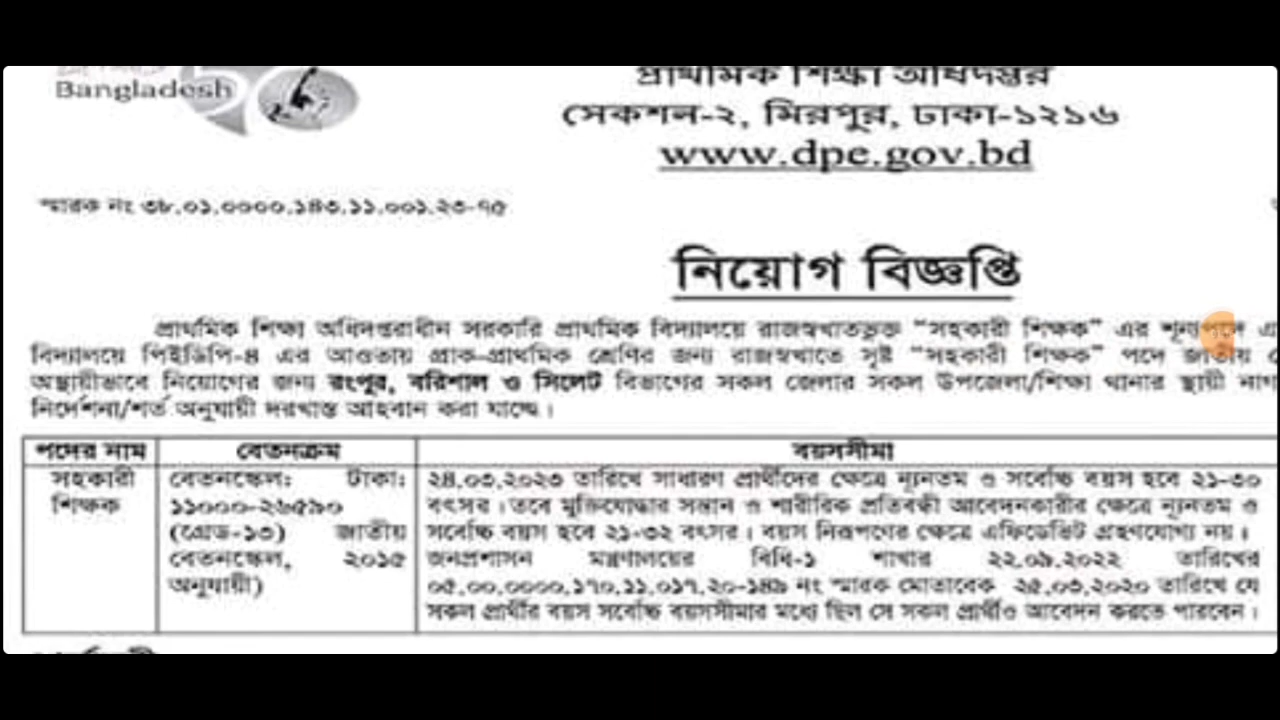 Bangladesh
প্রাথমিক শিক্ষা অধিদপ্তর
সেকশন-২, মিরপুর, ঢাকা-১২১৬
www.dpe.gov.bd
স্মারক নং ৩৮.০১.০০০০.১৪৩.১১.০০১.২৩-৭৫
নিয়োগ বিজ্ঞপ্তি
প্রাথমিক শিক্ষা অধিদপ্তরাধীন সরকারি প্রাথমিক বিদ্যালয়ে রাজস্বখাতভুক্ত “সহকারী শিক্ষক” এর শূন্যপদে
বিদ্যালয়ে পিইডিপি-৪ এর আওতায় প্রাক-প্রাথমিক শ্রেণির জন্য রাজস্বখাতে সৃষ্ট “সহকারী শিক্ষক” পদে জাতীয়
অস্থায়ীভাবে নিয়োগের জন্য রংপুর, বরিশাল ও সিলেট বিভাগের সকল জেলার সকল উপজেলা/শিক্ষা থানার স্থায়ী
নির্দেশনা/শর্ত অনুযায়ী দরখাস্ত আহবান করা যাচ্ছে।
পদের নাম বেতনক্রম বয়সসীমা
সহকারী শিক্ষক
বেতনস্কেল: টাকা:
১১০০০-২৬৫৯০
(গ্রেড-১৩) জাতীয়
বেতনস্কেল, ২০১৫
অনুযায়ী)
২৪.০৩.২০২৩ তারিখে সাধারণ প্রার্থীদের ক্ষেত্রে ন্যূনতম ও সর্বোচ্চ বয়স হবে ২১-৩০
বৎসর। তবে মুক্তিযোদ্ধার সন্তান ও শারীরিক প্রতিবন্ধী আবেদনকারীর ক্ষেত্রে ন্যূনতম ও
সর্বোচ্চ বয়স হবে ২১-৩২ বৎসর। বয়স নিরূপণের ক্ষেত্রে এফিডেভিট গ্রহণযোগ্য নয়।
জনপ্রশাসন মন্ত্রণালয়ের বিধি-১ শাখার ২২.০৯.২০২২ তারিখের
০৫.০০.০০০০.১৭০.১১.০১৭.২০-১৪৯ নং স্মারক মোতাবেক ২৫.০৩.২০২০ তারিখে যে
সকল প্রার্থীর বয়স সর্বোচ্চ বয়সসীমার মধ্যে ছিল সে সকল প্রার্থীও আবেদন করতে পারবেন।